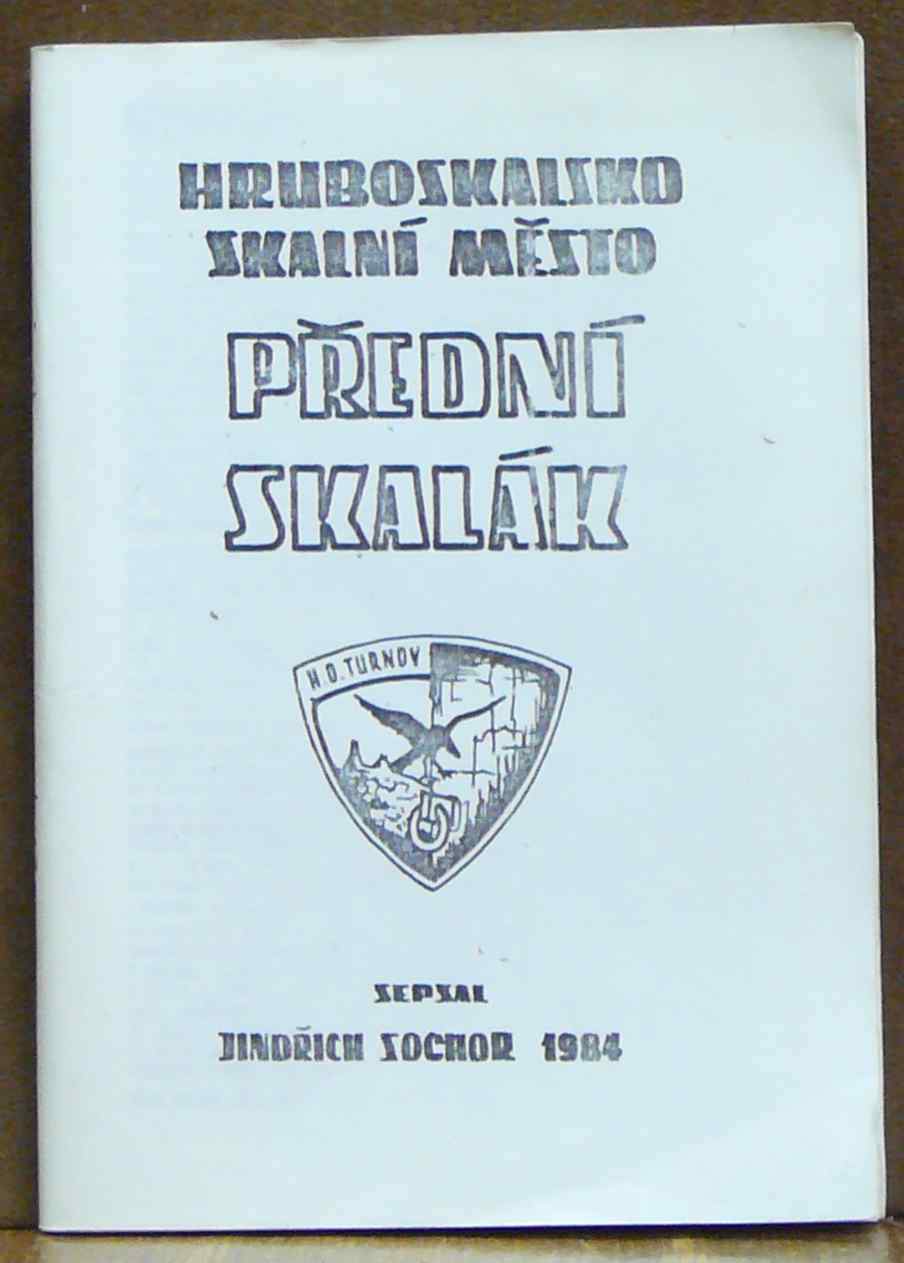 HRUBOSKALSKO
SKALNÍ MĚSTO
PŘEDNÍ
SKALÁK
H.O. TURNOV
SEPSAL
JINDŘICH SOCHOR 1984